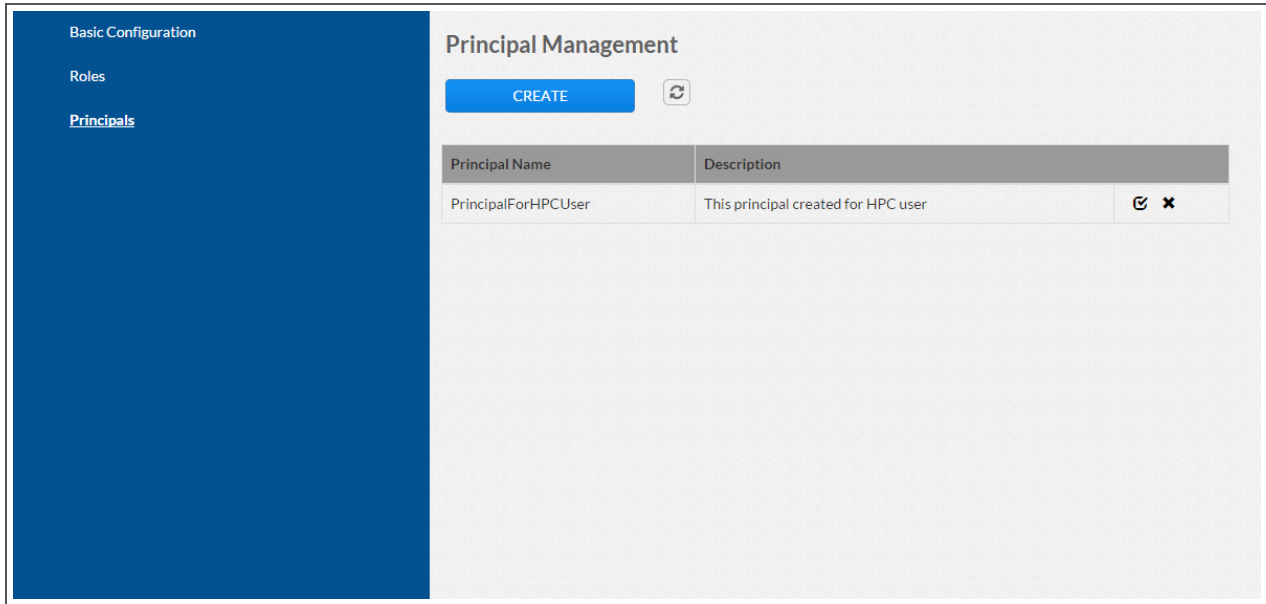 Basic Configuration
Roles
Principals
Principal Management
CREATE
Principal Name Description
PrincipalForHPCUser This principal created for HPC user